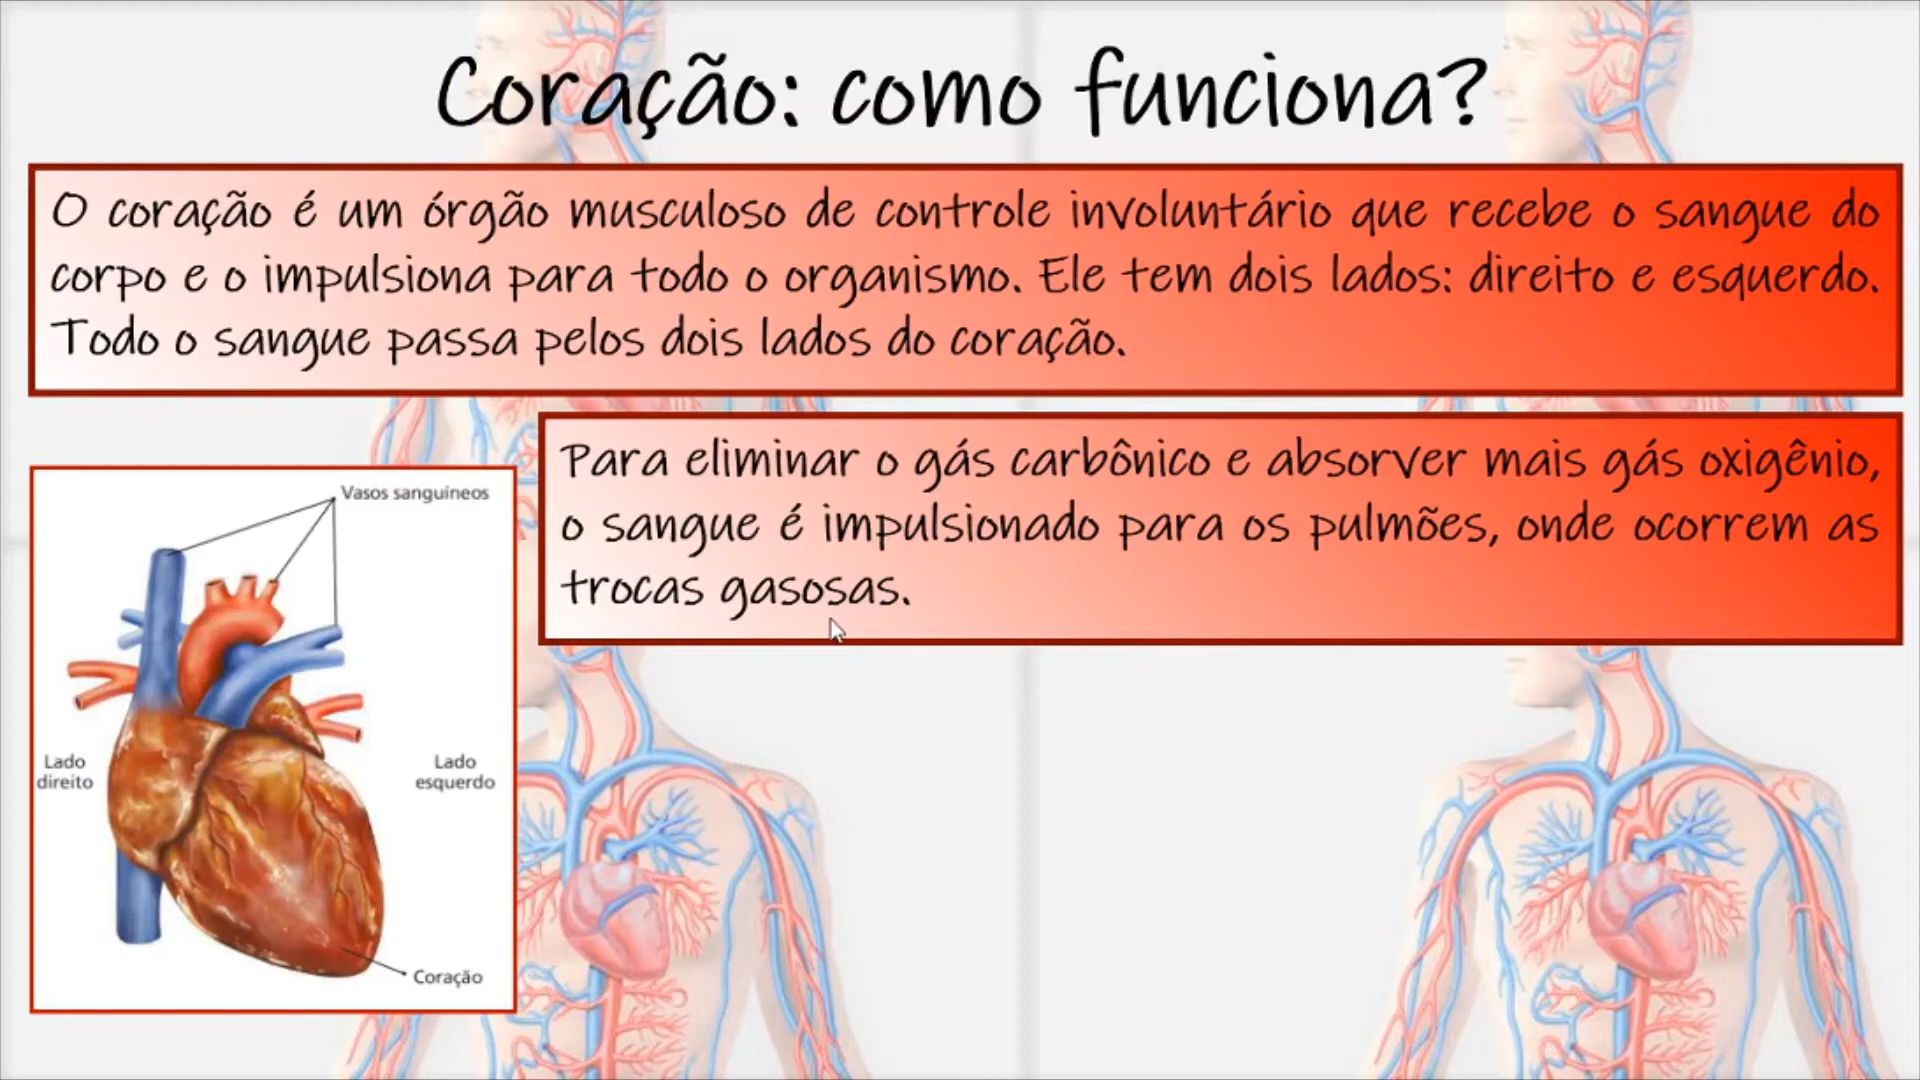 Coração: como funciona?
O coração é um órgão musculoso de controle involuntário que recebe o sangue do
corpo e o impulsiona para todo o organismo. Ele tem dois lados: direito e esquerdo.
Todo o sangue passa pelos dois lados do coração.
Para eliminar o gás carbônico e absorver mais gás oxigênio,
o sangue é impulsionado para os pulmões, onde ocorrem as
trocas gasosas.
Vasos sanguíneos
Lado
direito
Lado
esquerdo
Coração